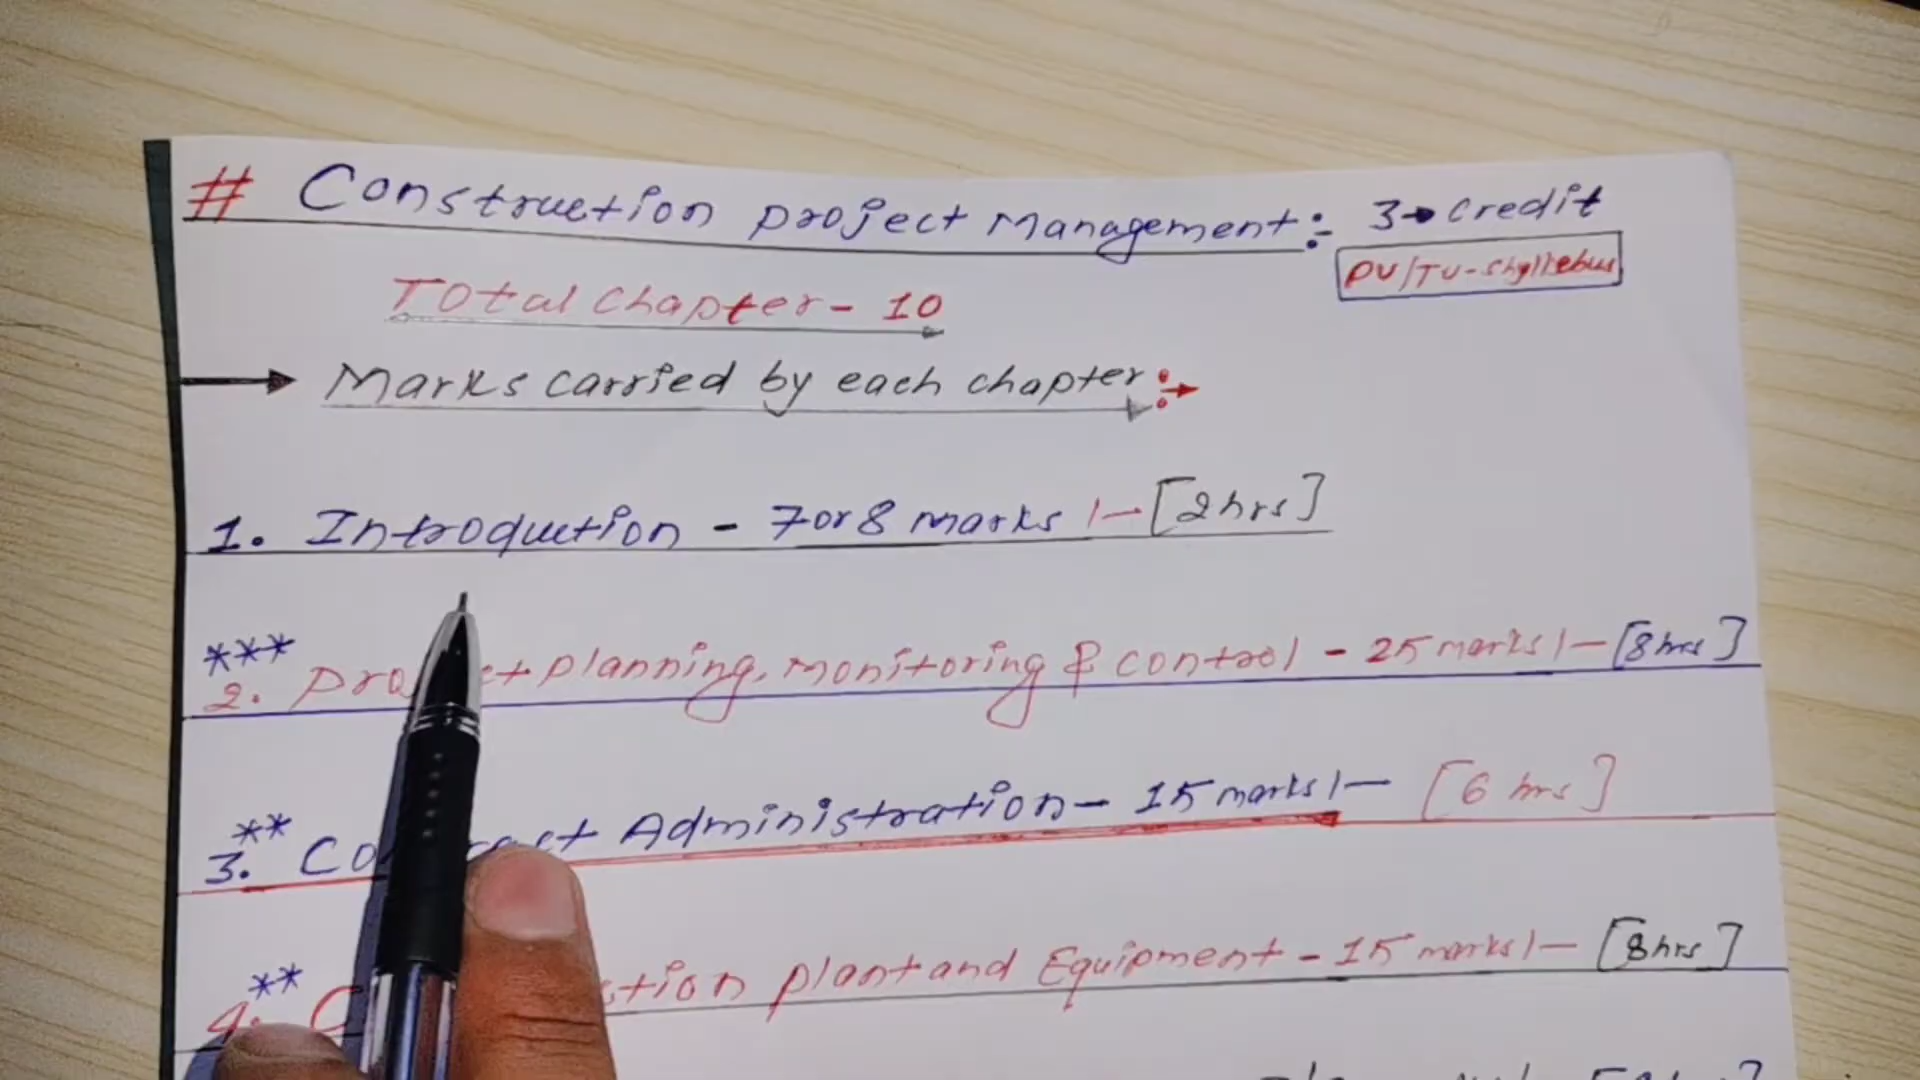 # Construction project Management:- 3→credit
PU/TU-Shyllebus
Total chapter - 10
Marks carried by each chapter:→
1. Introduction - 7 or 8 marks |- [2hrs]
***
2. planning, monitoring & control - 25 marks |- [8hrs]
**
3. Administration - 15 marks |- [6 hrs]
**
4. plant and Equipment - 15 marks |- [8hrs]